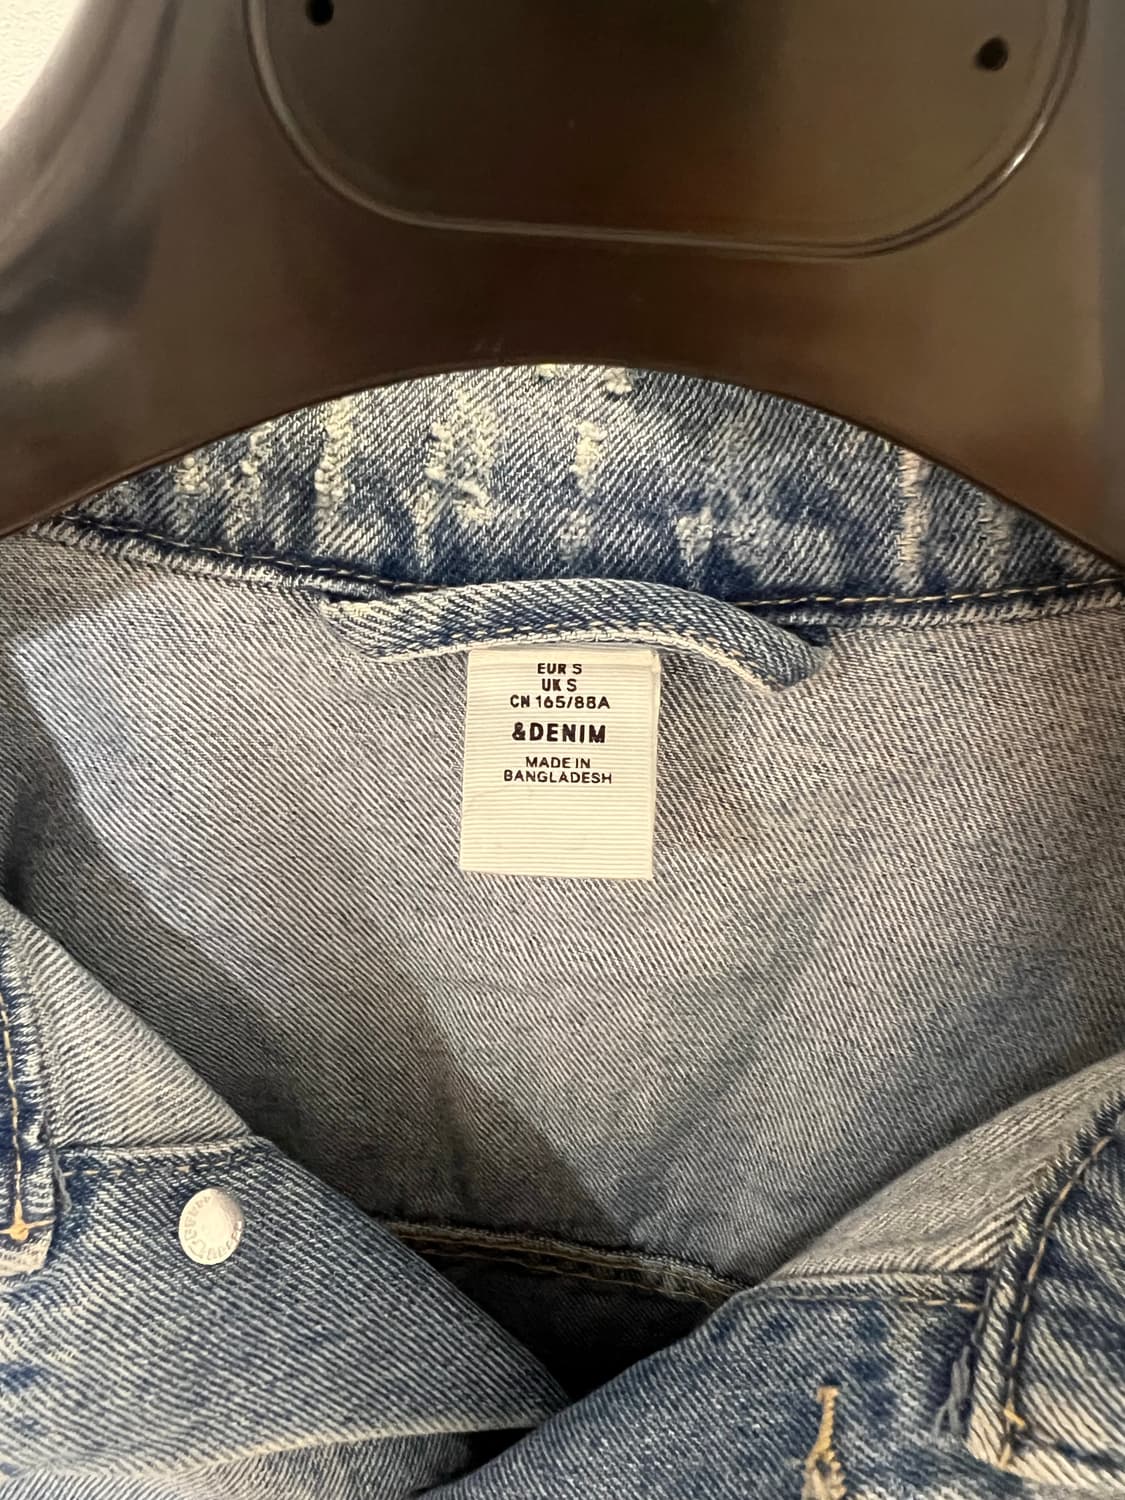 EUR S
UK S
CN 165/88A
&DENIM
MADE IN
BANGLADESH